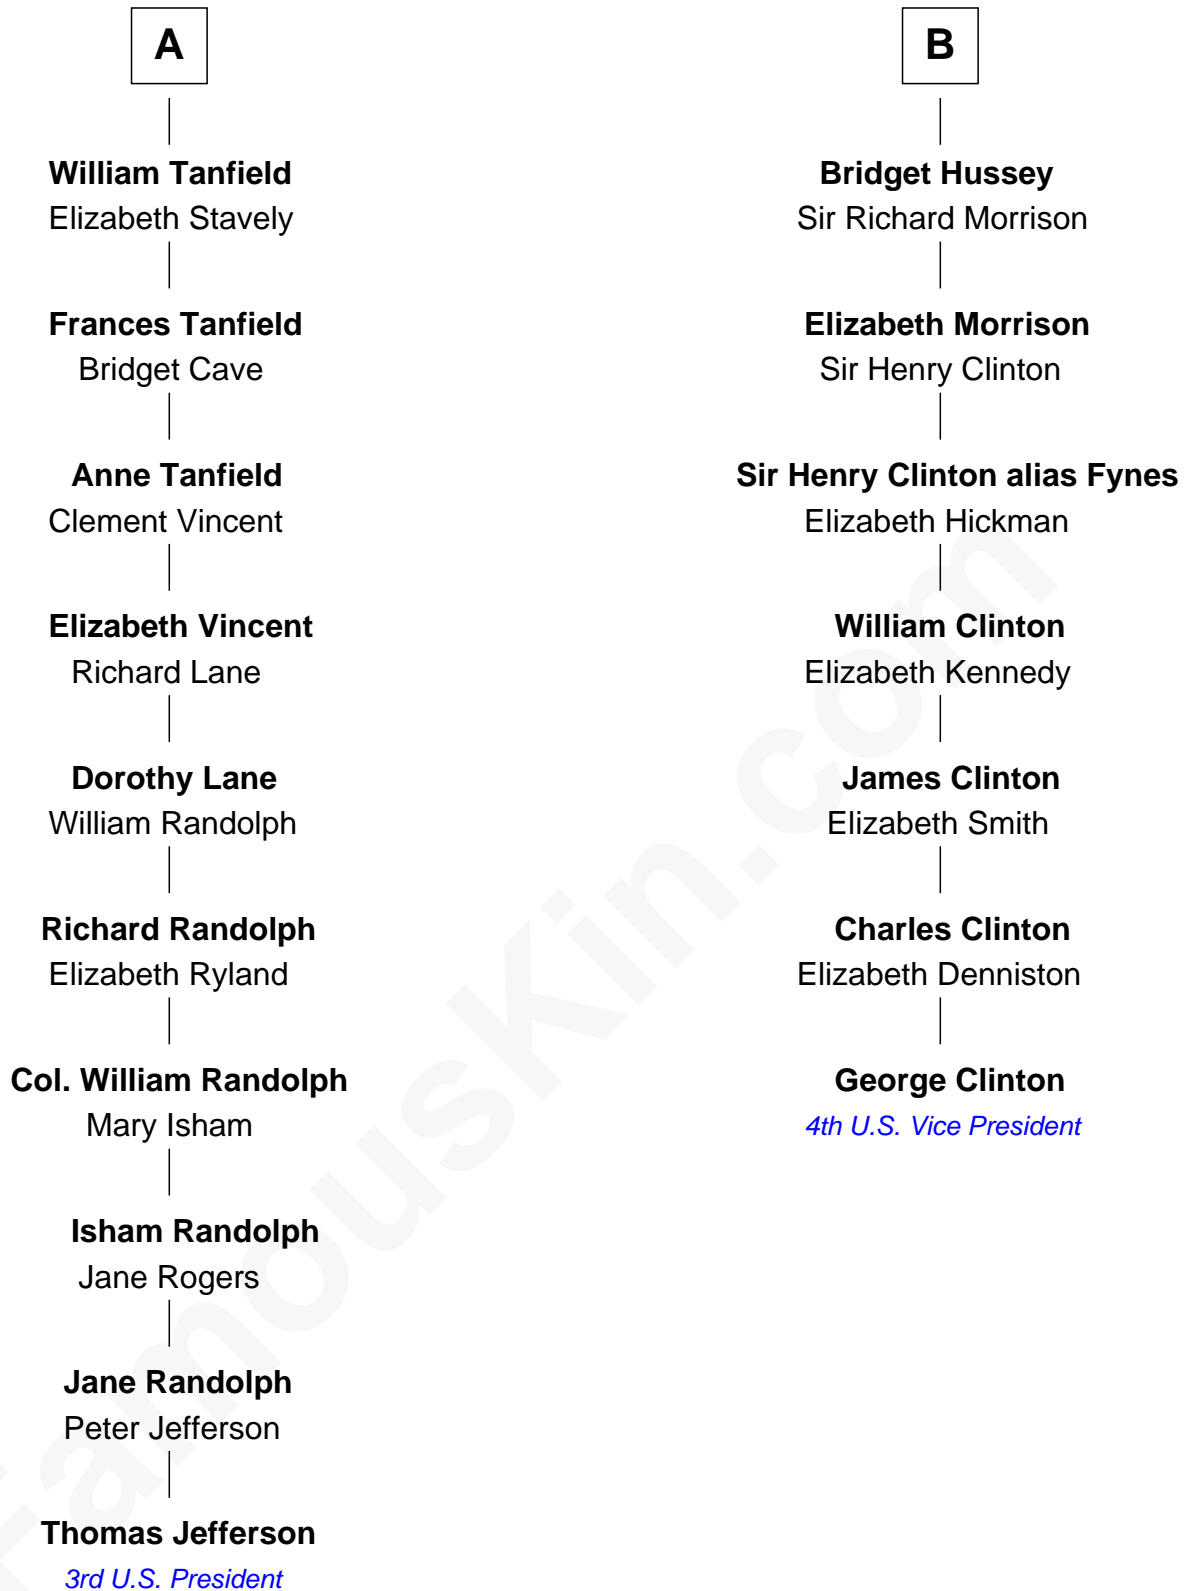 A
William Tanfield
Elizabeth Stavely
Frances Tanfield
Bridget Cave
Anne Tanfield
Clement Vincent
Elizabeth Vincent
Richard Lane
Dorothy Lane
William Randolph
Richard Randolph
Elizabeth Ryland
Col. William Randolph
Mary Isham
Isham Randolph
Jane Rogers
Jane Randolph
Peter Jefferson
Thomas Jefferson
3rd U.S. President
B
Bridget Hussey
Sir Richard Morrison
Elizabeth Morrison
Sir Henry Clinton
Sir Henry Clinton alias Fynes
Elizabeth Hickman
William Clinton
Elizabeth Kennedy
James Clinton
Elizabeth Smith
Charles Clinton
Elizabeth Denniston
George Clinton
4th U.S. Vice President
FamousKin.com